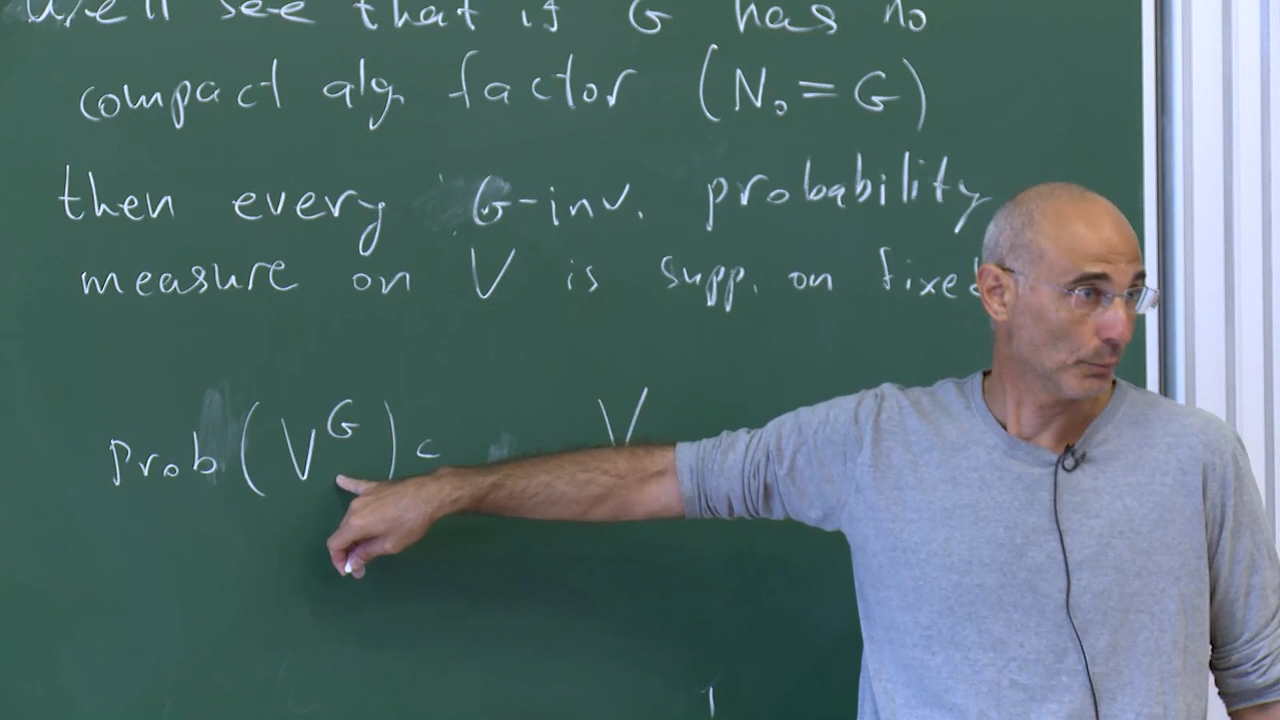 We'll see that if G has no
compact alg. factor (N₀ = G)
then every G-inv. probability
measure on V is supp. on fixed
Prob(V^G) ⊂ V